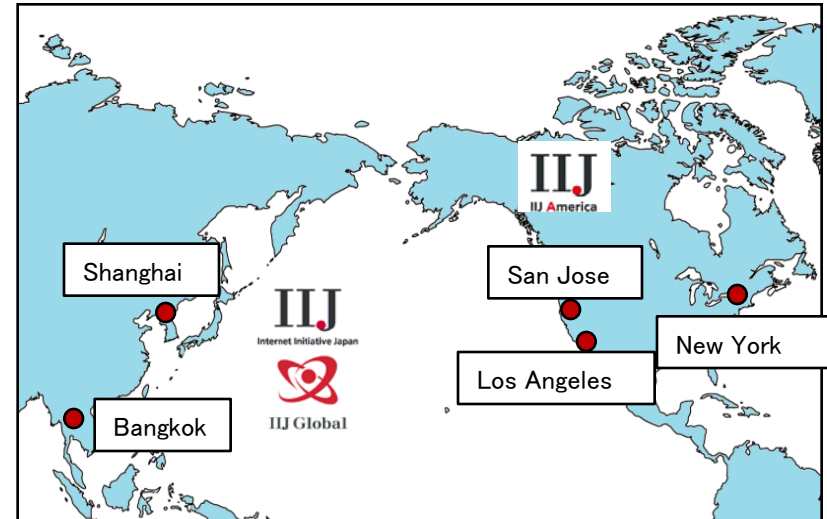 IIJ
IIJ America
Shanghai
San Jose
IIJ
Internet Initiative Japan
New York
Los Angeles
IIJ Global
Bangkok